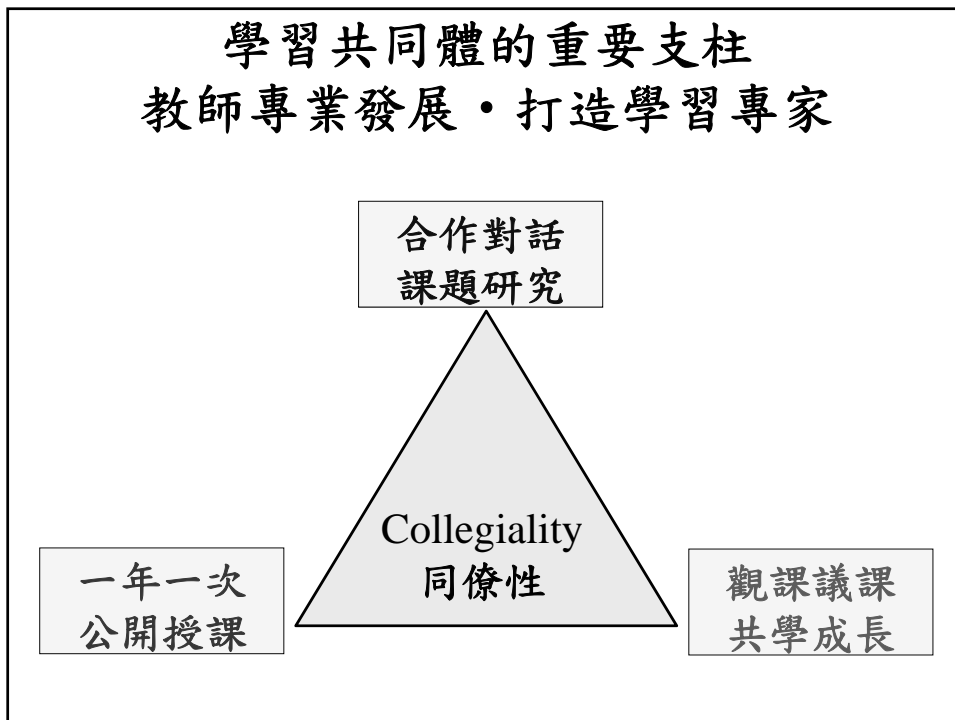 學習共同體的重要支柱
教師專業發展・打造學習專家
合作對話
課題研究
Collegiality
同僚性
一年一次
公開授課
觀課議課
共學成長